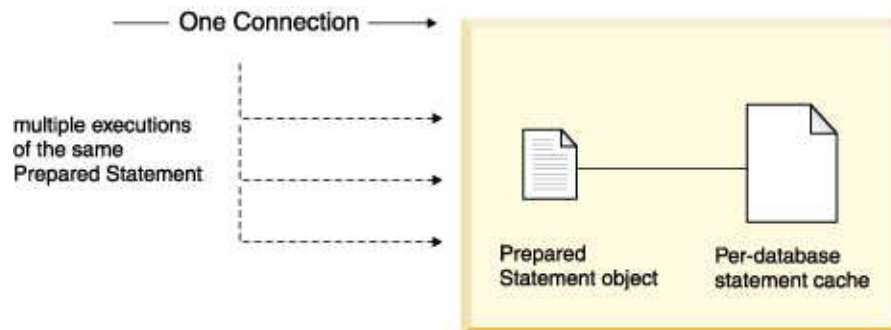 One Connection
multiple executions
of the same
Prepared Statement
Prepared
Statement object
Per-database
statement cache